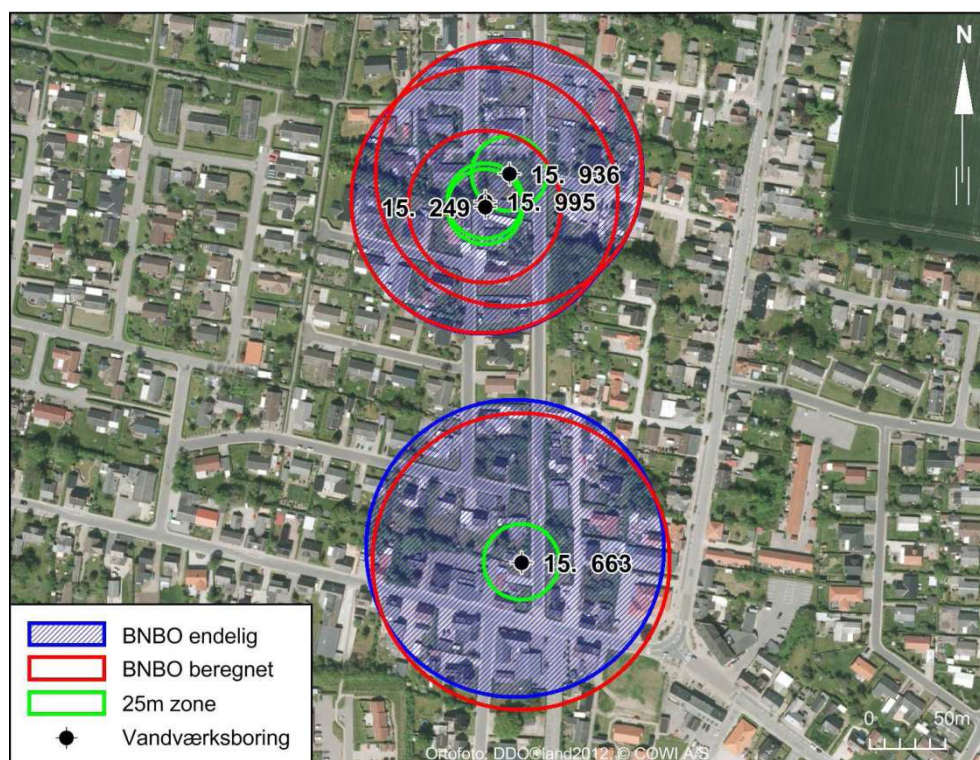 N
15. 936
15. 249
15. 995
15. 663
BNBO endelig
BNBO beregnet
25m zone
Vandværksboring
0 50m
Ortofoto: DDO®land2012, © COWI A/S